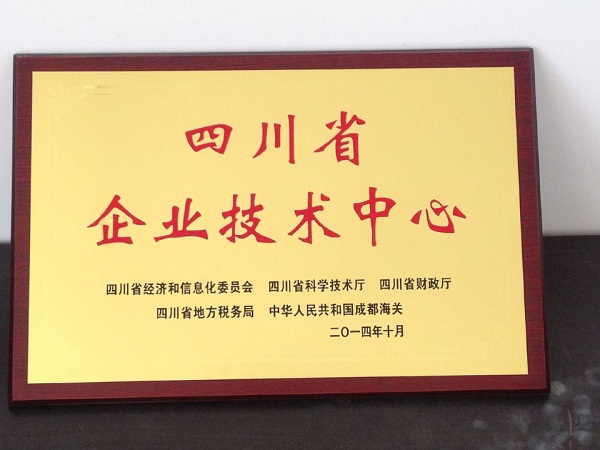 四川省
企业技术中心
四川省经济和信息化委员会 四川省科学技术厅 四川省财政厅
四川省地方税务局 中华人民共和国成都海关
二〇一四年十月